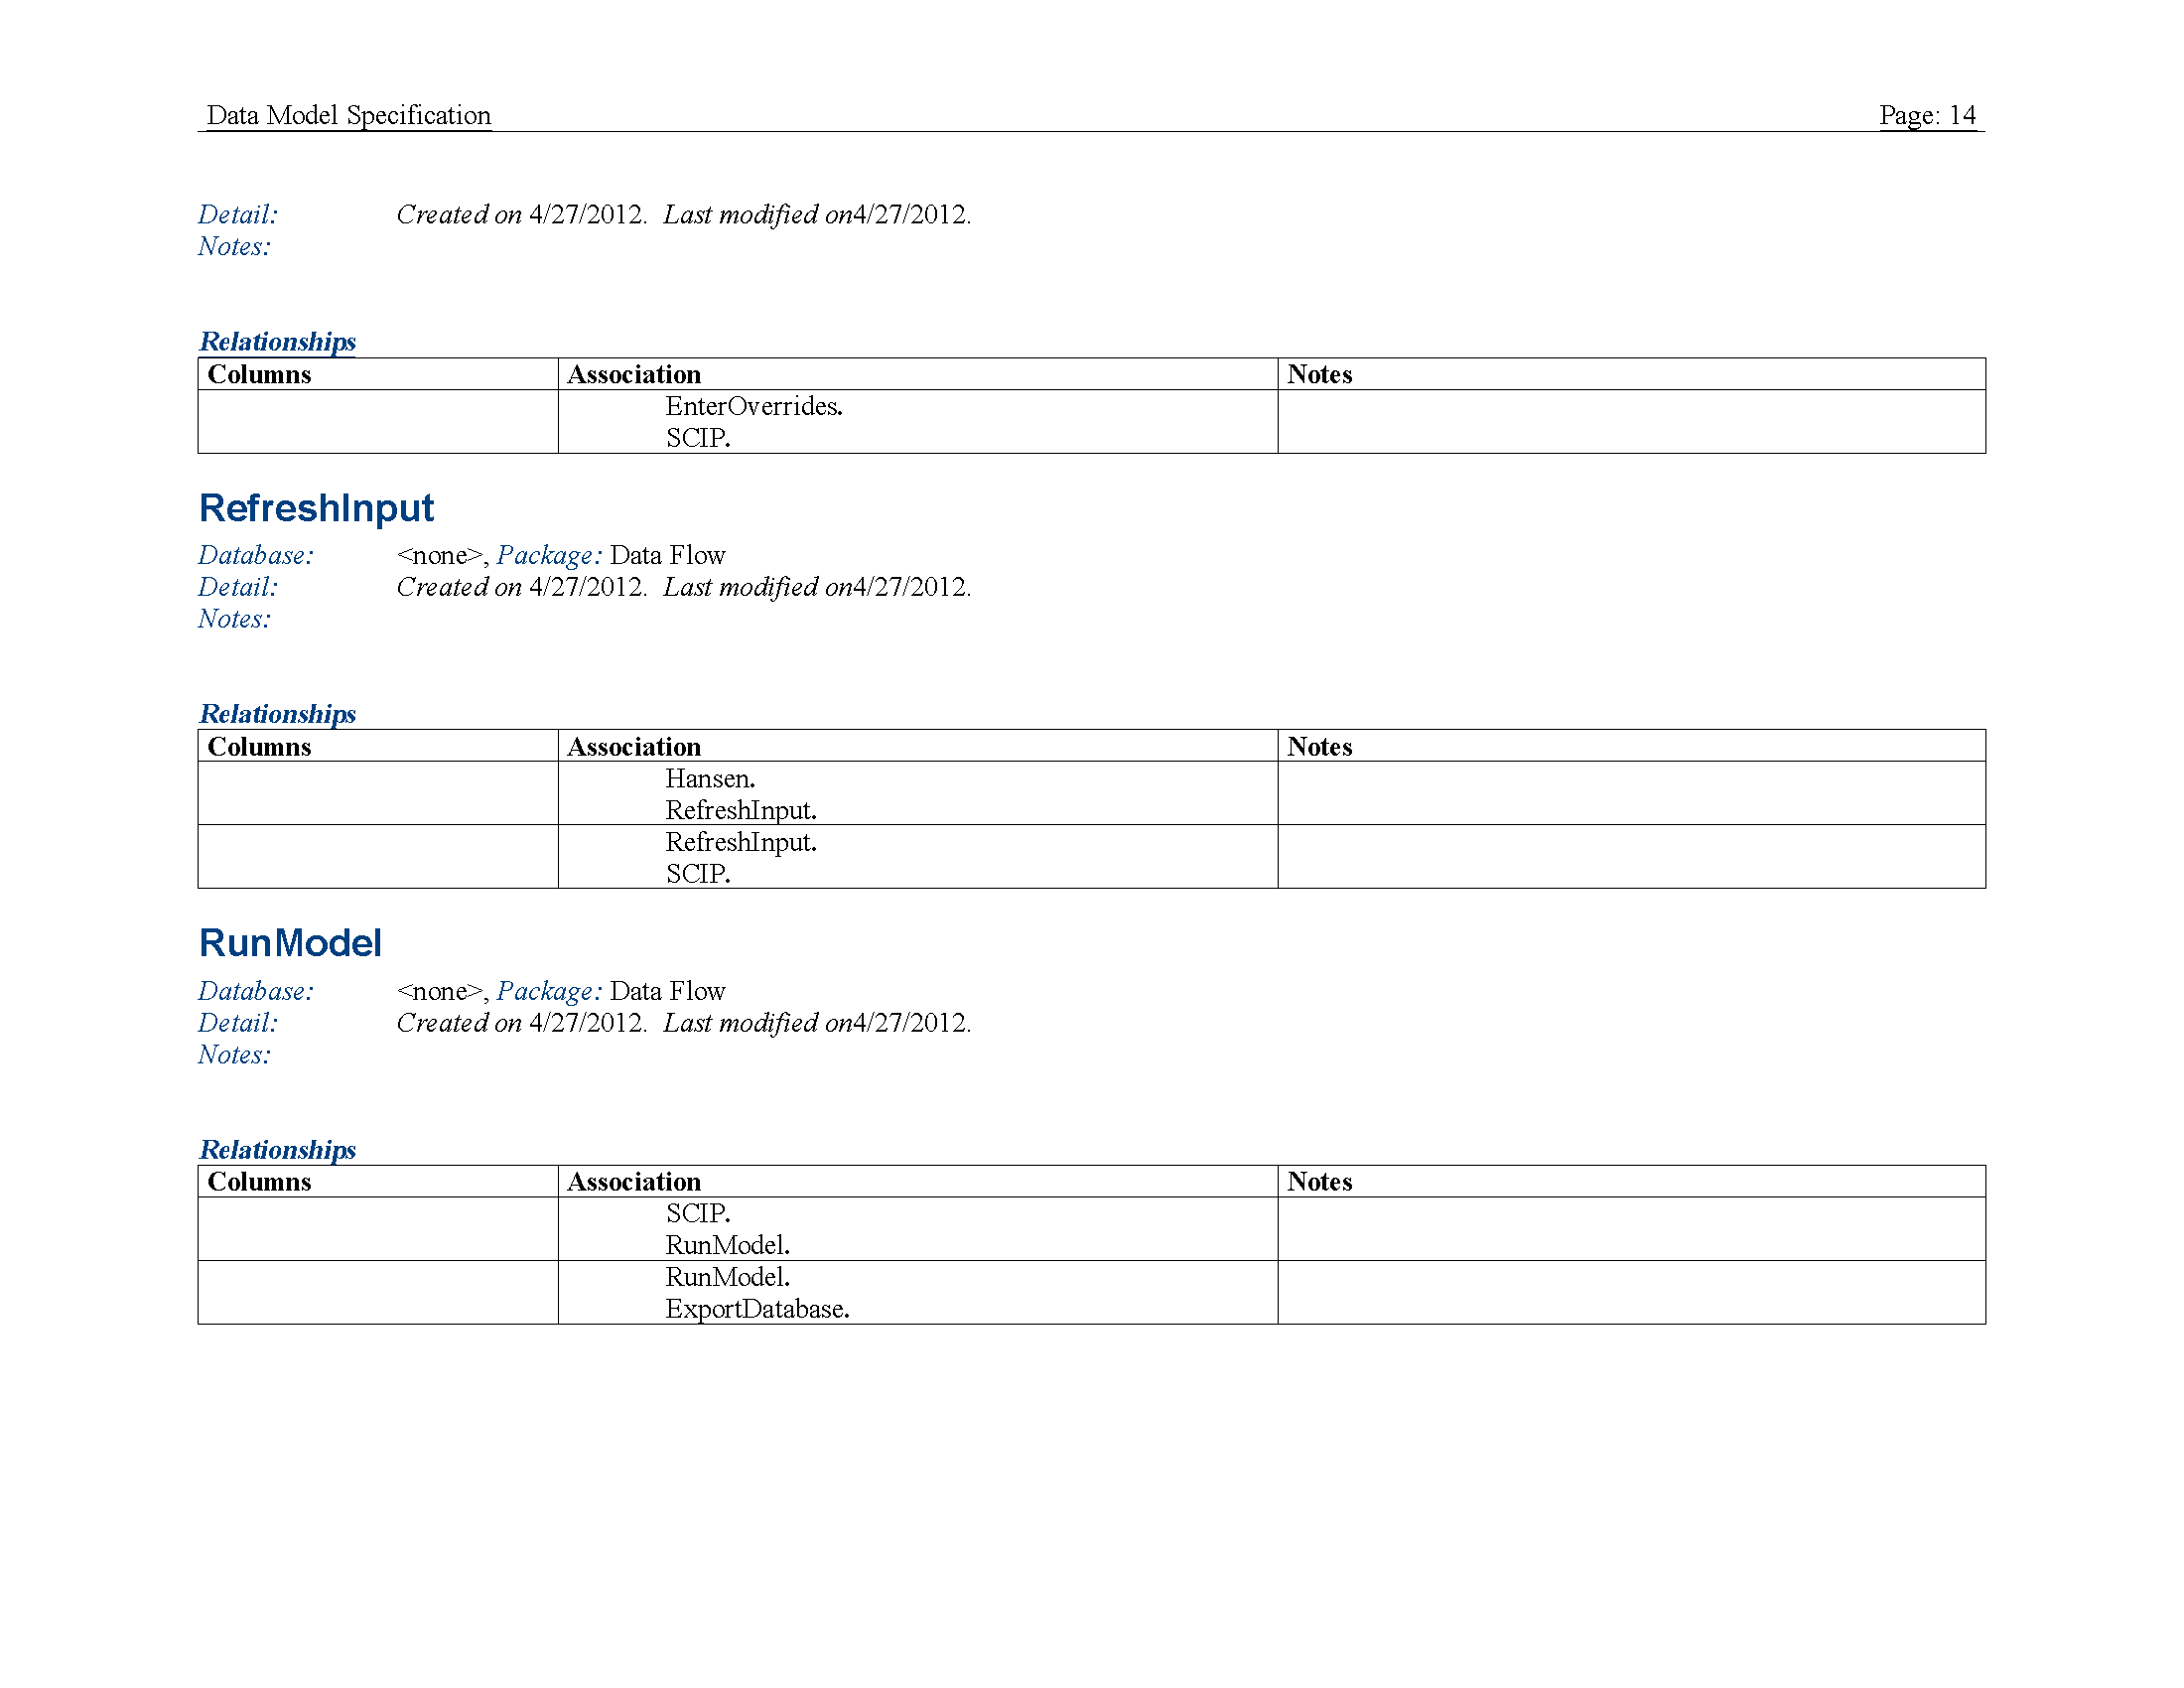 Data Model Specification Page: 14
Detail: Created on 4/27/2012. Last modified on4/27/2012.
Notes:
Relationships
Columns Association Notes
EnterOverrides.
SCIP.
RefreshInput
Database: <none>, Package: Data Flow
Detail: Created on 4/27/2012. Last modified on4/27/2012.
Notes:
Relationships
Columns Association Notes
Hansen.
RefreshInput.
RefreshInput.
SCIP.
RunModel
Database: <none>, Package: Data Flow
Detail: Created on 4/27/2012. Last modified on4/27/2012.
Notes:
Relationships
Columns Association Notes
SCIP.
RunModel.
RunModel.
ExportDatabase.